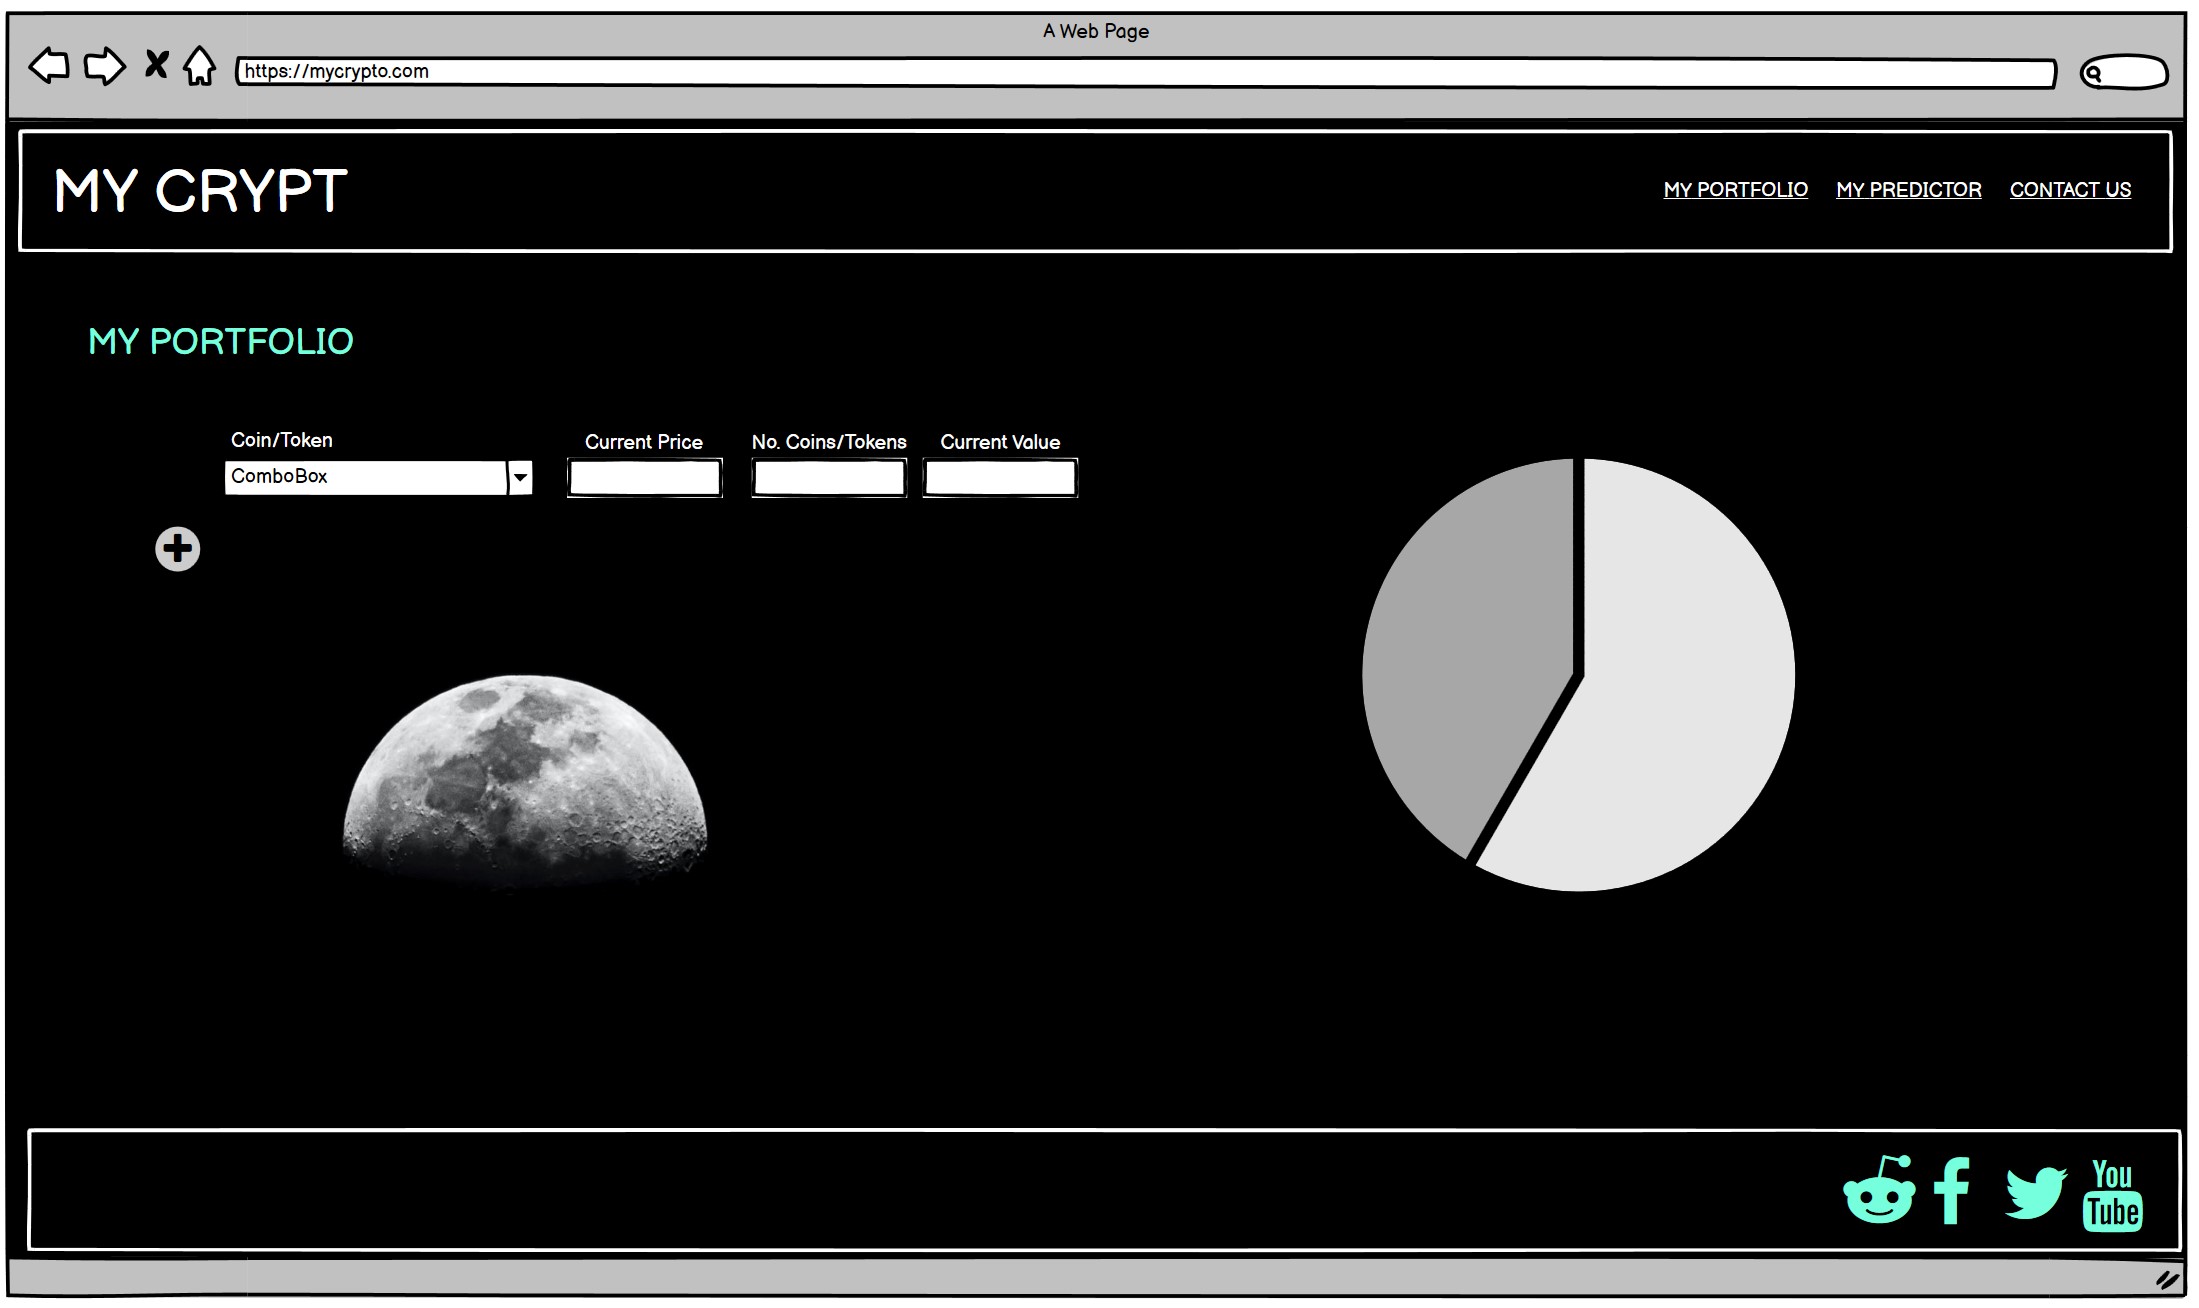 A Web Page
https://mycrypto.com
MY CRYPT
MY PORTFOLIO MY PREDICTOR CONTACT US
MY PORTFOLIO
Coin/Token Current Price No. Coins/Tokens Current Value
ComboBox
You
Tube